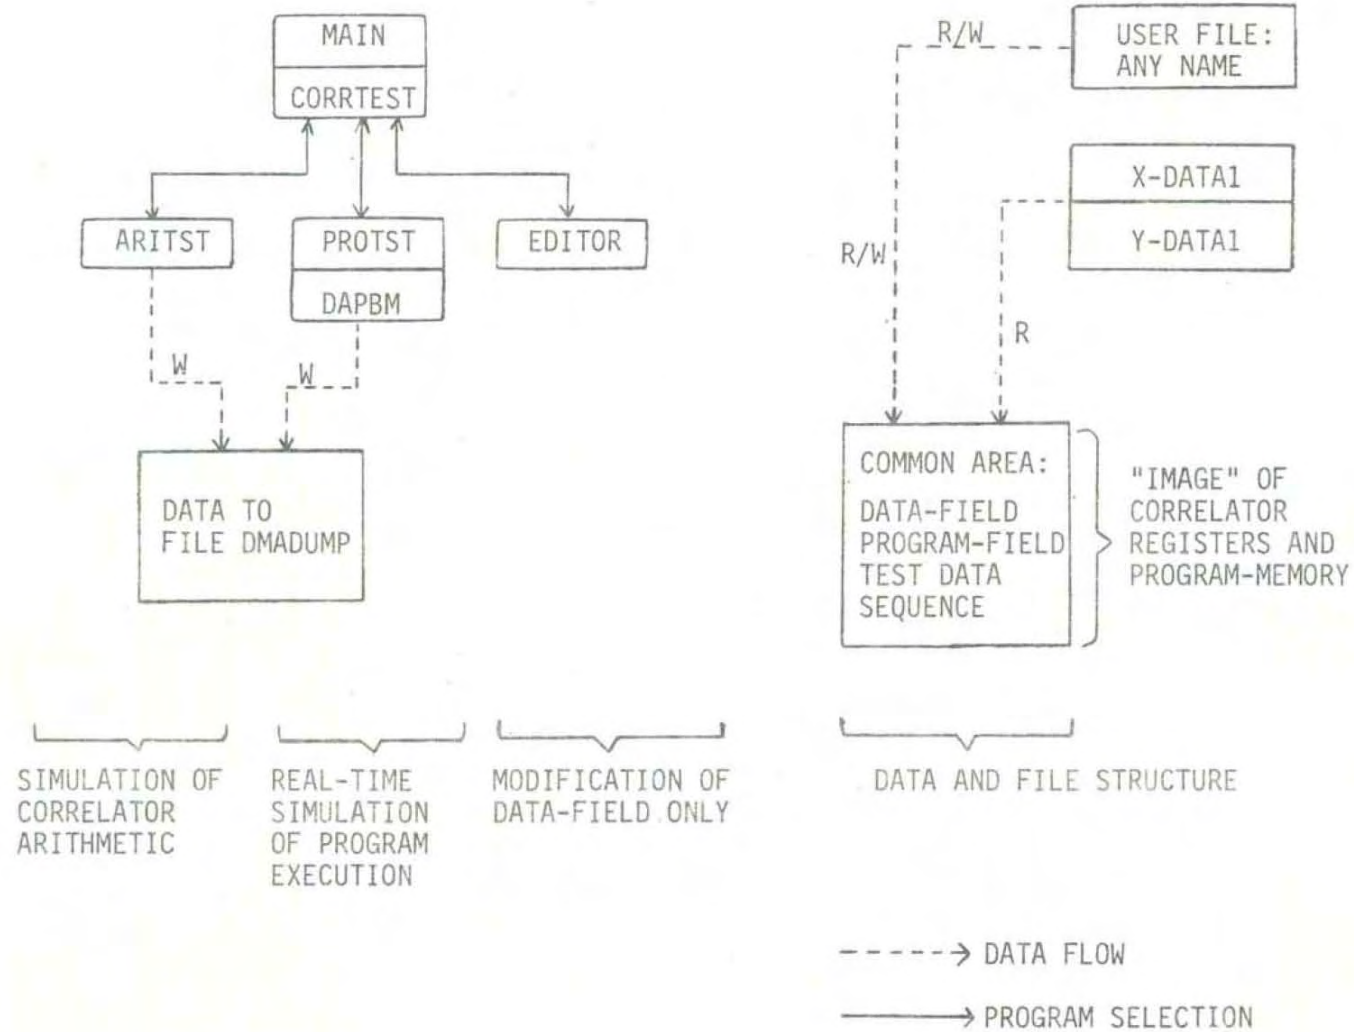 MAIN
CORRTEST
ARITST
PROTST
DAPBM
EDITOR
W
W
DATA TO
FILE DMADUMP
R/W
USER FILE:
ANY NAME
X-DATA1
Y-DATA1
R/W
R
COMMON AREA:
DATA-FIELD
PROGRAM-FIELD
TEST DATA
SEQUENCE
"IMAGE" OF
CORRELATOR
REGISTERS AND
PROGRAM-MEMORY
SIMULATION OF
CORRELATOR
ARITHMETIC
REAL-TIME
SIMULATION
OF PROGRAM
EXECUTION
MODIFICATION OF
DATA-FIELD ONLY
DATA AND FILE STRUCTURE
DATA FLOW
PROGRAM SELECTION